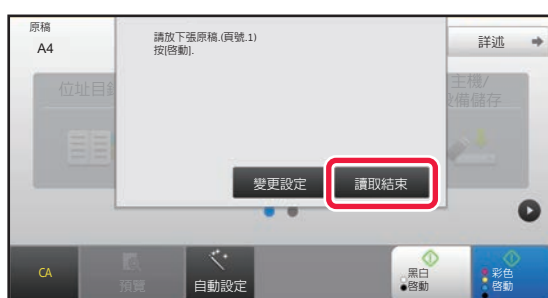 原稿
A4
請放下張原稿.(頁號.1)
按[啓動].
詳述
位址目錄
主機/
設備儲存
變更設定
讀取結束
CA
預覽
自動設定
黑白
啓動
彩色
啓動